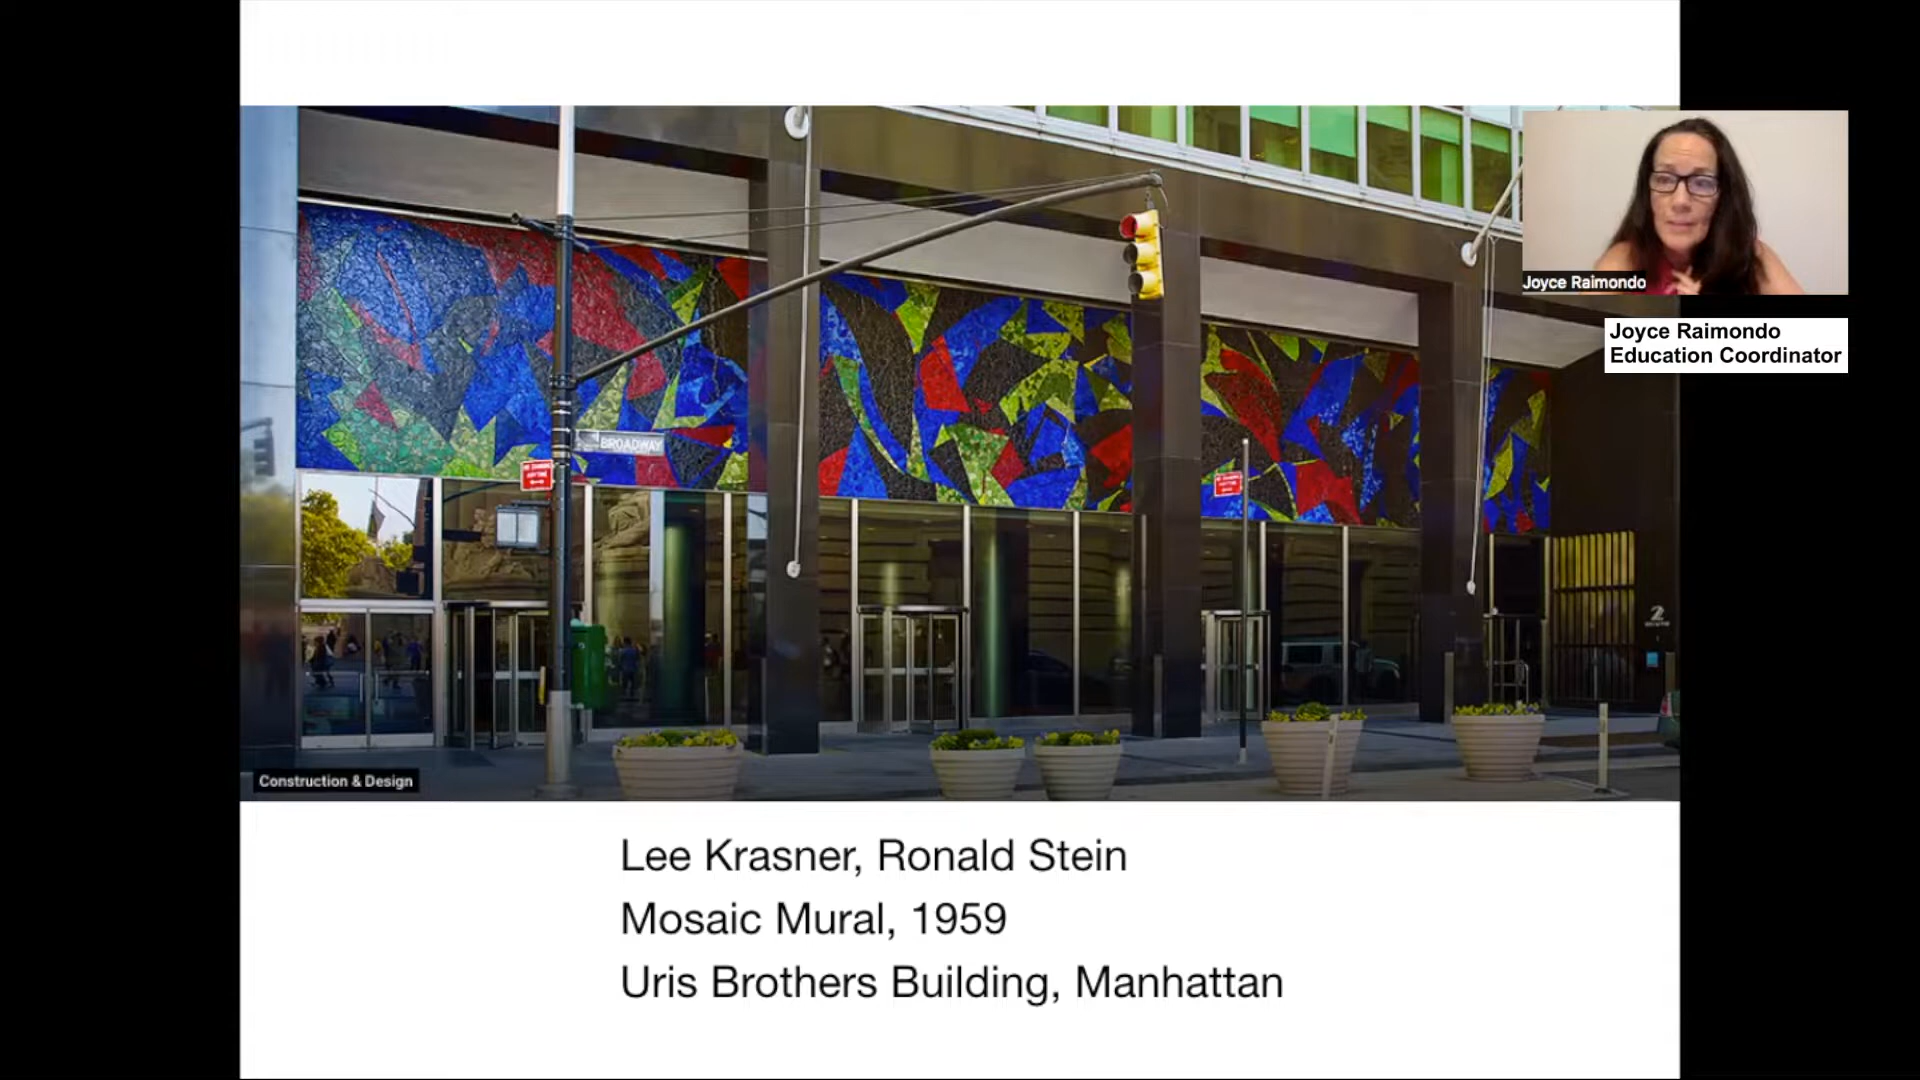 BROADWAY
Joyce Raimondo
Joyce Raimondo
Education Coordinator
2
Construction & Design
Lee Krasner, Ronald Stein
Mosaic Mural, 1959
Uris Brothers Building, Manhattan